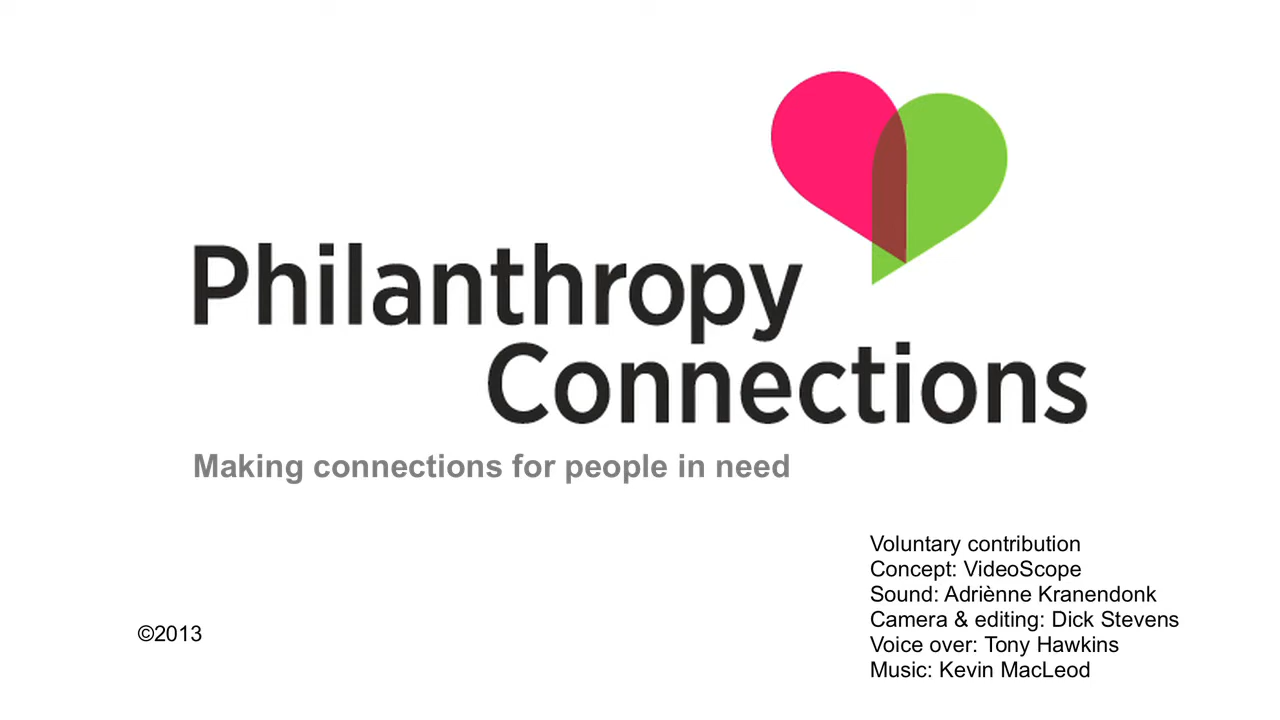 Philanthropy
Connections
Making connections for people in need
Voluntary contribution
Concept: VideoScope
Sound: Adriènne Kranendonk
Camera & editing: Dick Stevens
Voice over: Tony Hawkins
Music: Kevin MacLeod
©2013